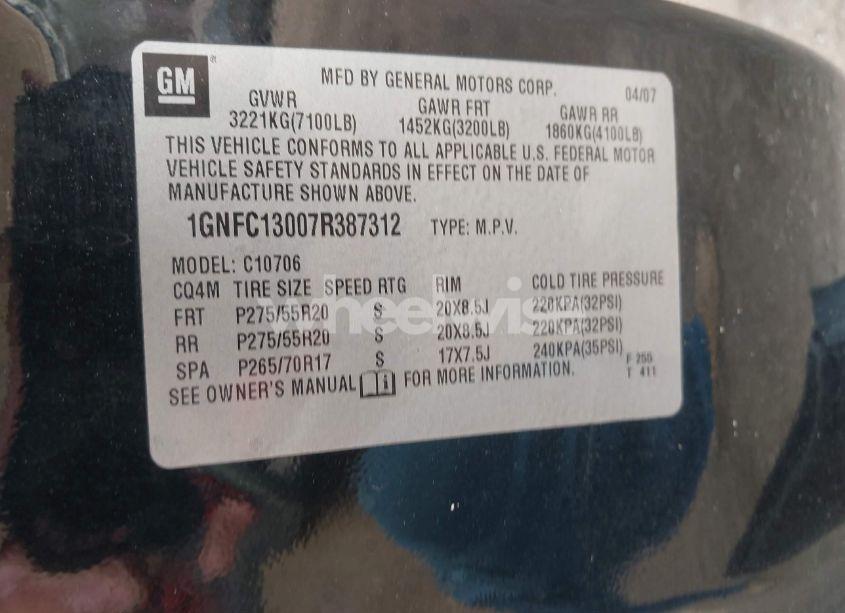 GM
MFD BY GENERAL MOTORS CORP. 04/07
GVWR GAWR FRT GAWR RR
3221KG(7100LB) 1452KG(3200LB) 1860KG(4100LB)
THIS VEHICLE CONFORMS TO ALL APPLICABLE U.S. FEDERAL MOTOR
VEHICLE SAFETY STANDARDS IN EFFECT ON THE DATE OF
MANUFACTURE SHOWN ABOVE.
1GNFC13007R387312 TYPE: M.P.V.
MODEL: C10706
CQ4M TIRE SIZE SPEED RTG RIM COLD TIRE PRESSURE
FRT P275/55R20 S 20X8.5J 220KPA(32PSI)
RR P275/55R20 S 20X8.5J 220KPA(32PSI)
SPA P265/70R17 S 17X7.5J 240KPA(35PSI) F 250
SEE OWNER'S MANUAL FOR MORE INFORMATION. T 411